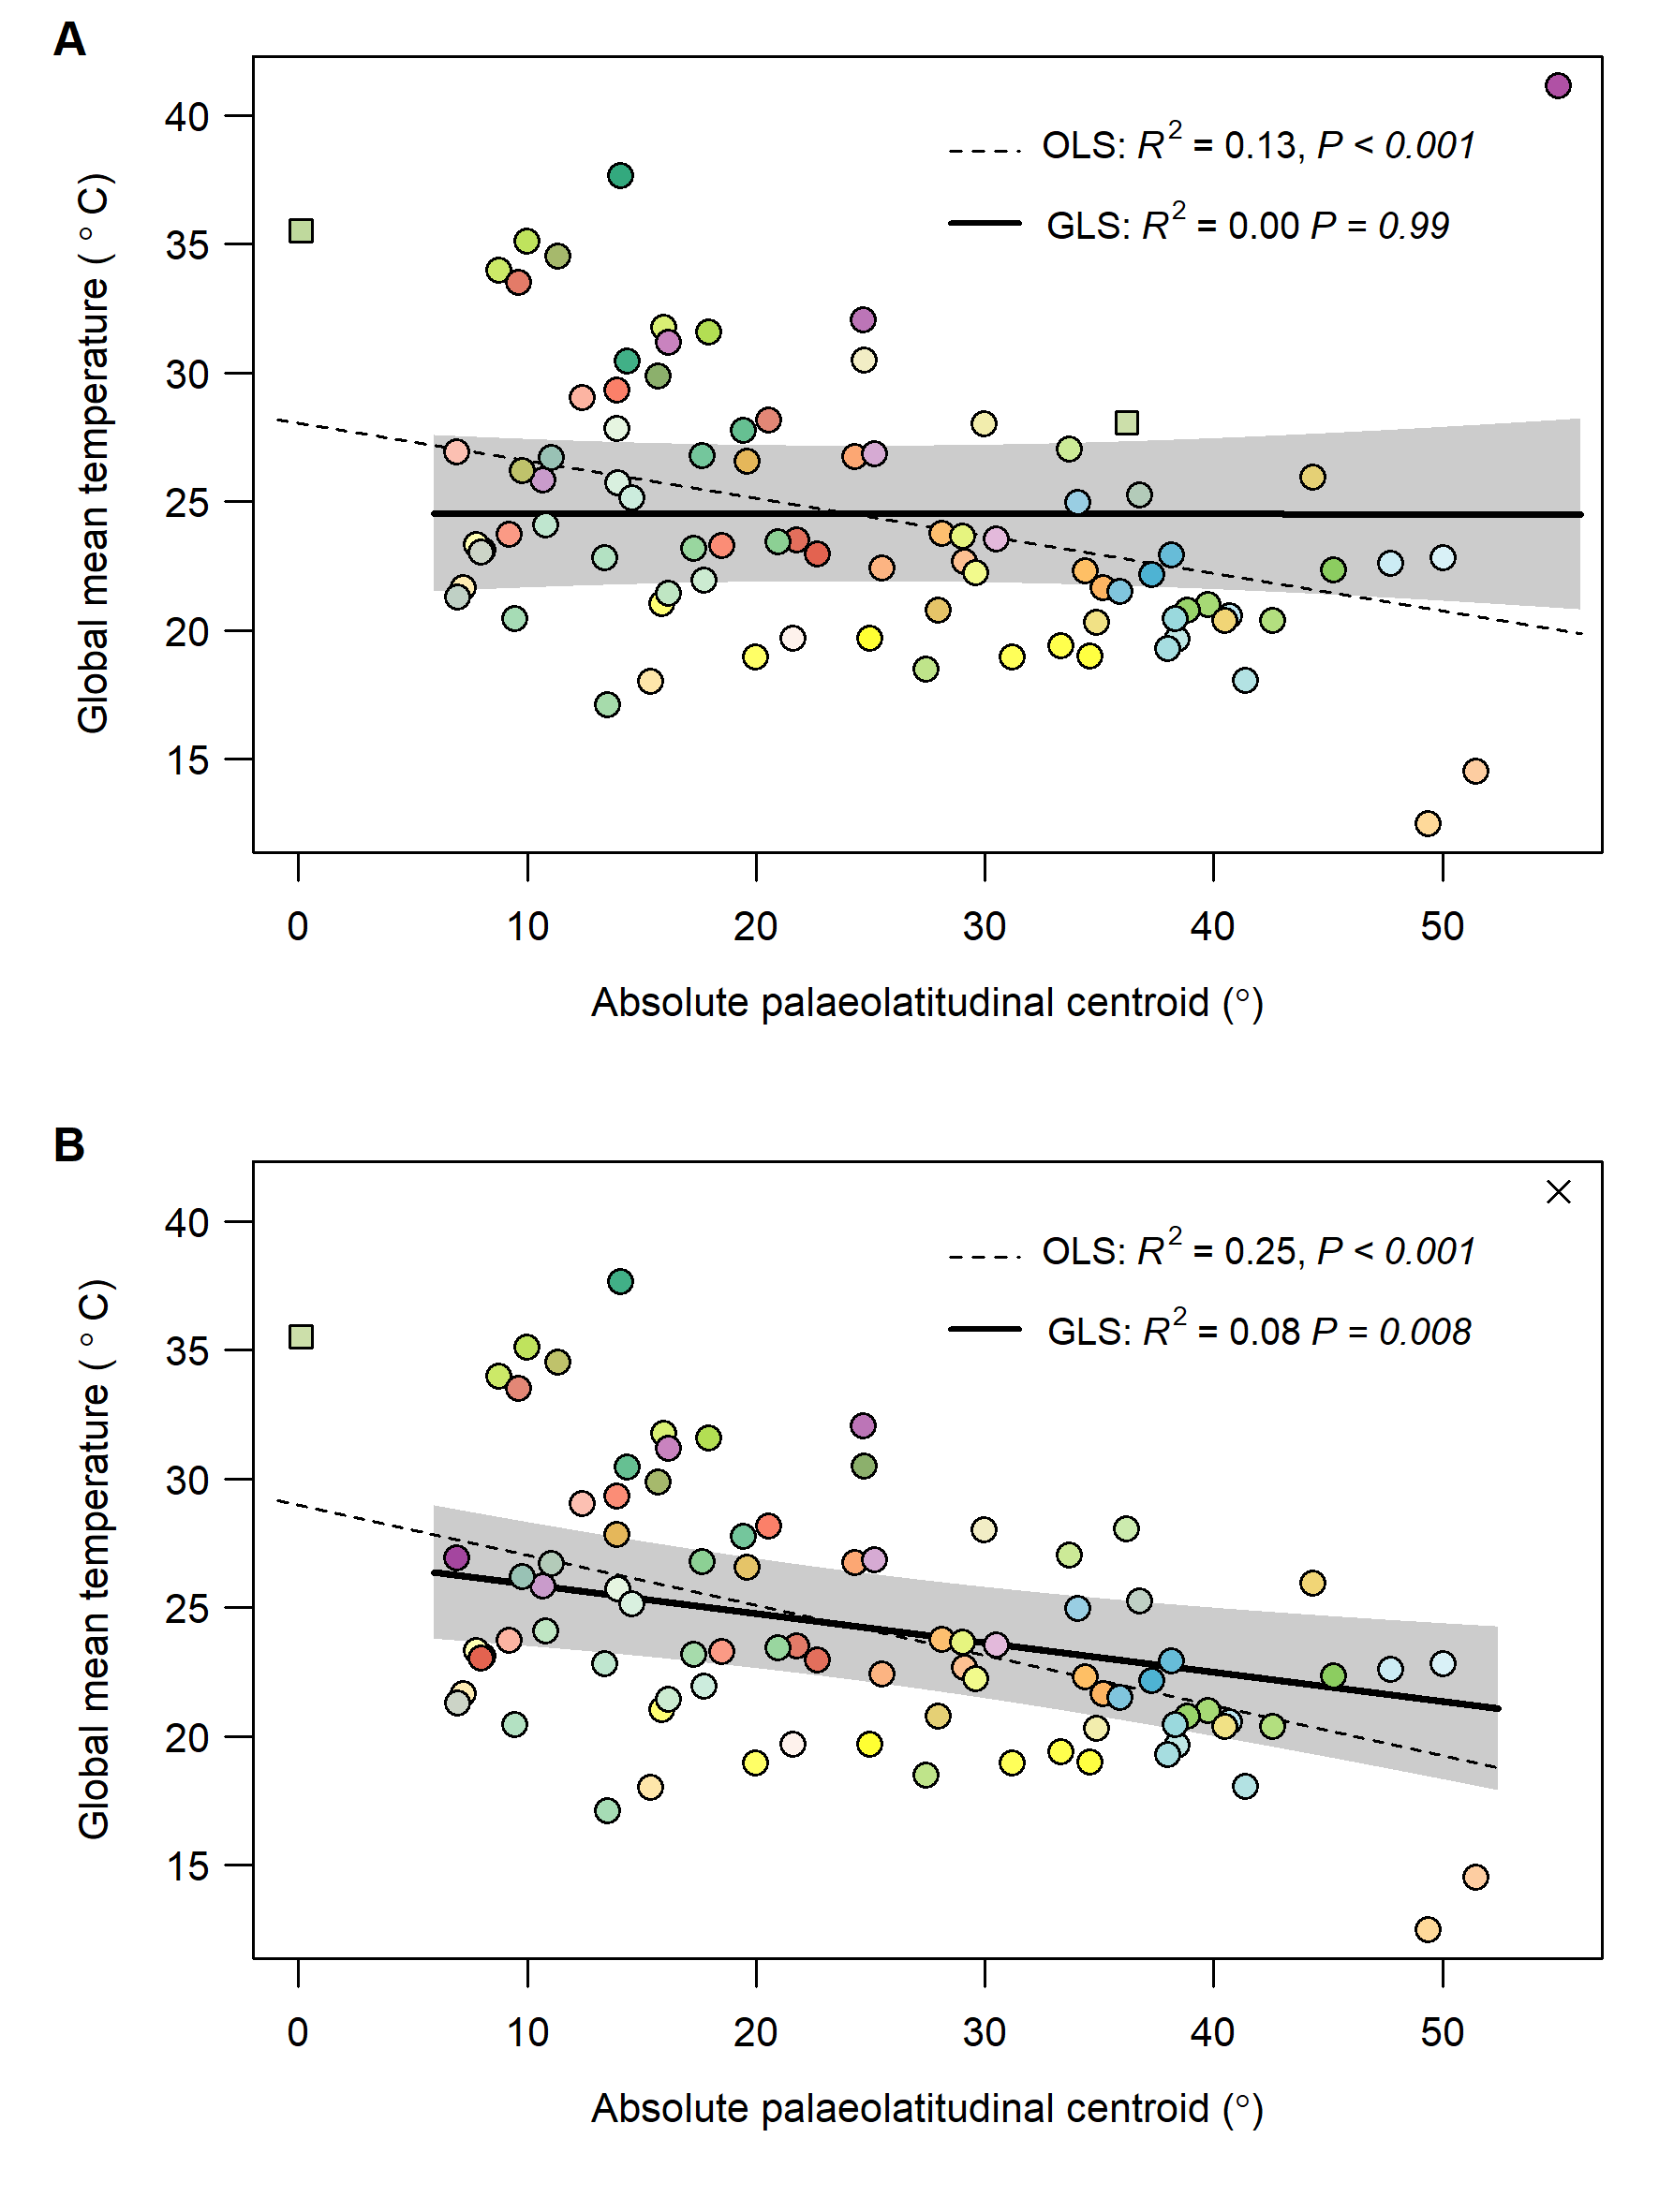 A
40
35
30
25
20
15
Global mean temperature ( ° C)
OLS: R² = 0.13, P < 0.001
GLS: R² = 0.00 P = 0.99
0 10 20 30 40 50
Absolute palaeolatitudinal centroid (°)
B
40
35
30
25
20
15
Global mean temperature ( ° C)
OLS: R² = 0.25, P < 0.001
GLS: R² = 0.08 P = 0.008
0 10 20 30 40 50
Absolute palaeolatitudinal centroid (°)